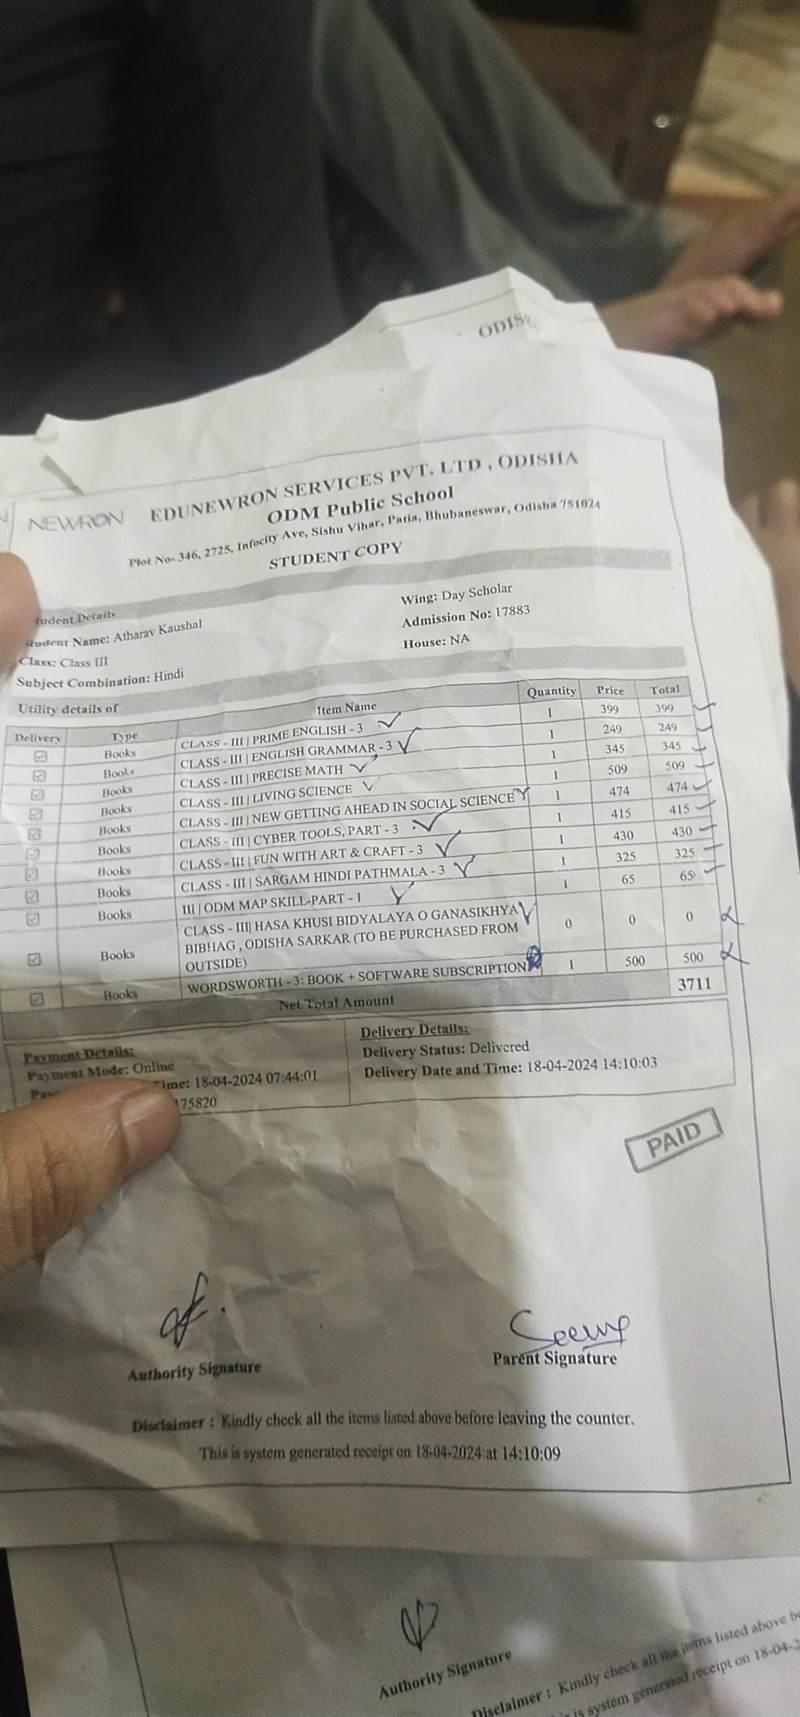 ODIS
NEWRON EDUNEWRON SERVICES PVT. LTD , ODISHA
ODM Public School
Plot No- 346, 2725, Infocity Ave, Sishu Vihar, Patia, Bhubaneswar, Odisha 751024
STUDENT COPY
tudent Details
Student Name: Atharav Kaushal
Class: Class III
Subject Combination: Hindi
Wing: Day Scholar
Admission No: 17883
House: NA
Utility details of
Delivery Type Item Name Quantity Price Total
Books CLASS - III | PRIME ENGLISH - 3 1 399 399
Books CLASS - III | ENGLISH GRAMMAR - 3 1 249 249
Books CLASS - III | PRECISE MATH 1 345 345
Books CLASS - III | LIVING SCIENCE 1 509 509
Books CLASS - III | NEW GETTING AHEAD IN SOCIAL SCIENCE 1 474 474
Books CLASS - III | CYBER TOOLS, PART - 3 1 415 415
Books CLASS - III | FUN WITH ART & CRAFT - 3 1 430 430
Books CLASS - III | SARGAM HINDI PATHMALA - 3 1 325 325
Books III | ODM MAP SKILL-PART - 1 1 65 65
Books CLASS - III| HASA KHUSI BIDYALAYA O GANASIKHYA
BIBHAG , ODISHA SARKAR (TO BE PURCHASED FROM
OUTSIDE) 0 0 0
Books WORDSWORTH - 3: BOOK + SOFTWARE SUBSCRIPTION 1 500 500
Net Total Amount 3711
Payment Details:
Payment Mode: Online
Time: 18-04-2024 07:44:01
175820
Delivery Details:
Delivery Status: Delivered
Delivery Date and Time: 18-04-2024 14:10:03
PAID
Authority Signature
Seeme
Parent Signature
Disclaimer : Kindly check all the items listed above before leaving the counter.
This is system generated receipt on 18-04-2024 at 14:10:09
Authority Signature
Disclaimer : Kindly check all the items listed above be
is system generated receipt on 18-04-2